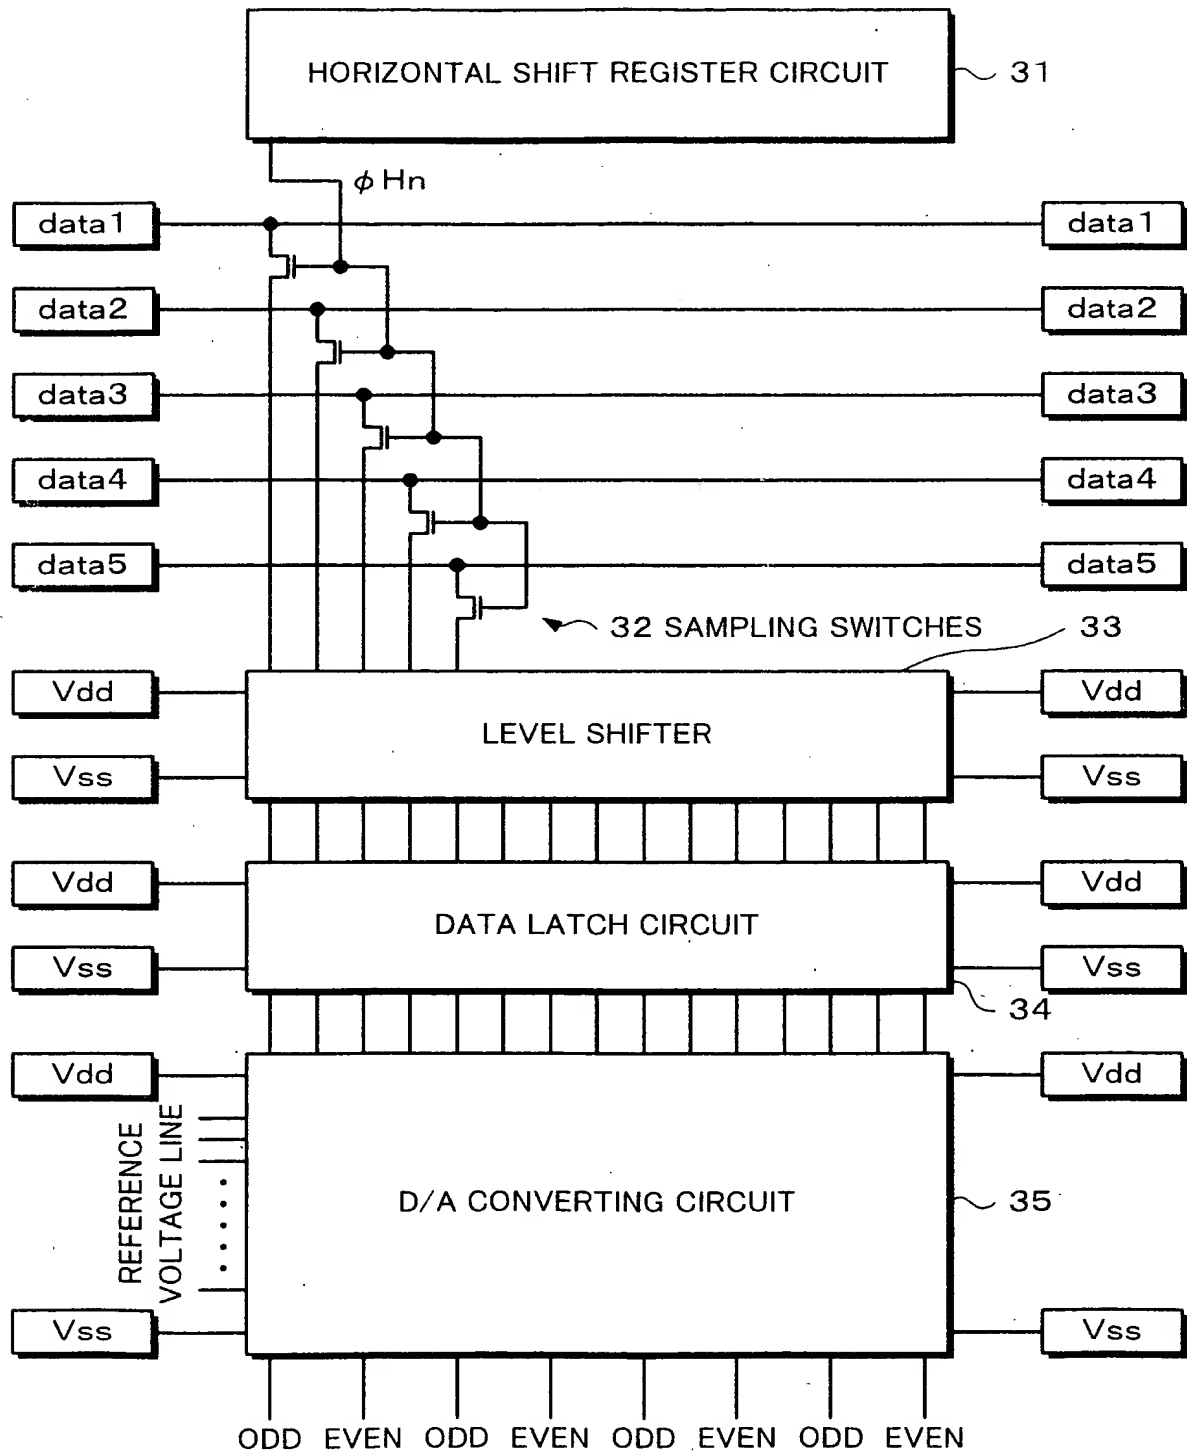 HORIZONTAL SHIFT REGISTER CIRCUIT 31
φHn
data1 data1
data2 data2
data3 data3
data4 data4
data5 data5
32 SAMPLING SWITCHES 33
Vdd Vdd
LEVEL SHIFTER
Vss Vss
Vdd Vdd
DATA LATCH CIRCUIT
Vss Vss
34
Vdd Vdd
REFERENCE
VOLTAGE LINE
D/A CONVERTING CIRCUIT 35
Vss Vss
ODD EVEN ODD EVEN ODD EVEN ODD EVEN